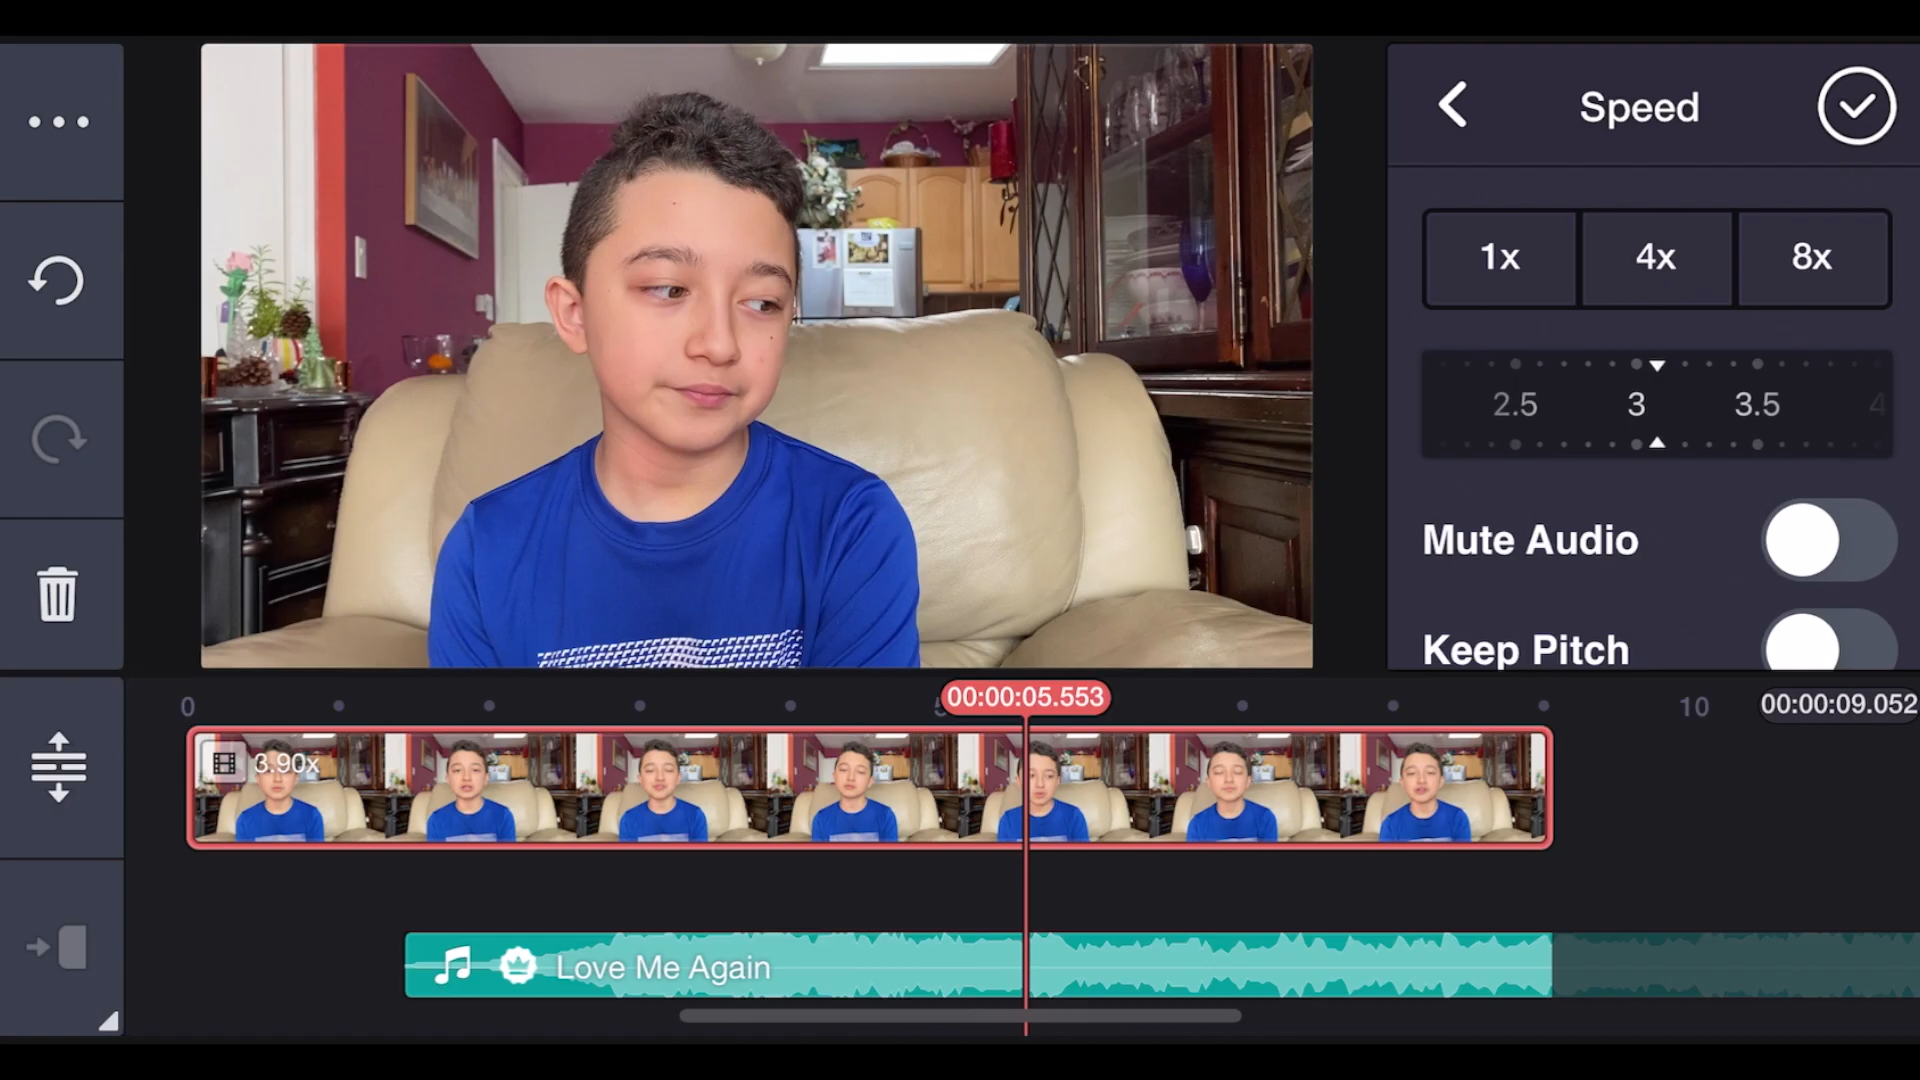 Speed
1x 4x 8x
2.5 3 3.5 4
Mute Audio
Keep Pitch
0 00:00:05.553 10 00:00:09.052
3.90x
Love Me Again